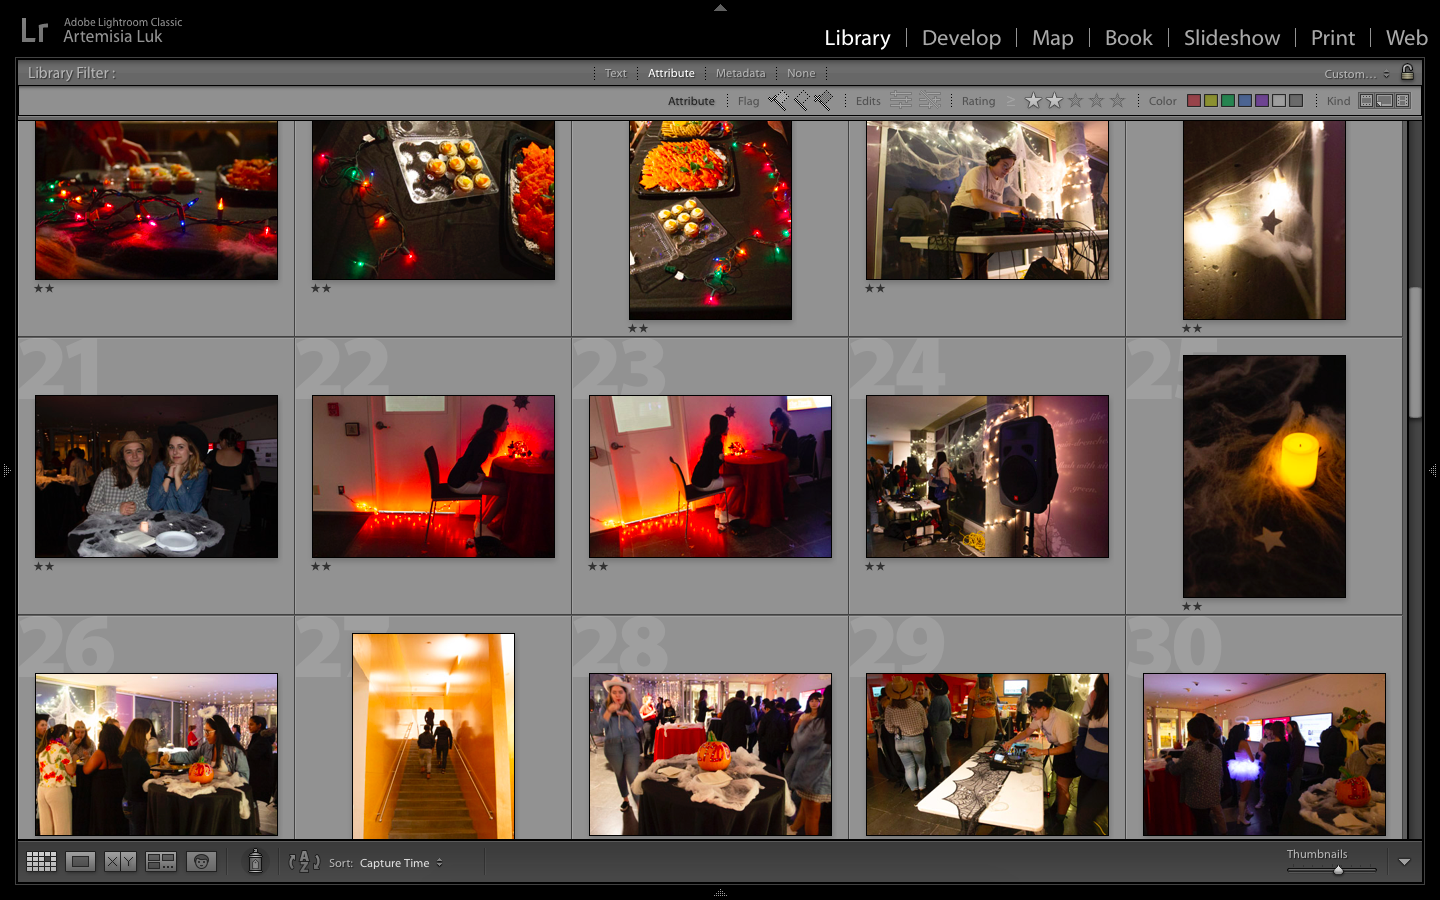 Lr
Adobe Lightroom Classic
Artemisia Luk
Library
Develop
Map
Book
Slideshow
Print
Web
Library Filter :
Text
Attribute
Metadata
None
Custom...
Attribute
Flag
Edits
Rating
≥
Color
Kind
21
22
23
24
25
26
27
28
29
30
X Y
A
Z
Sort: Capture Time
Thumbnails